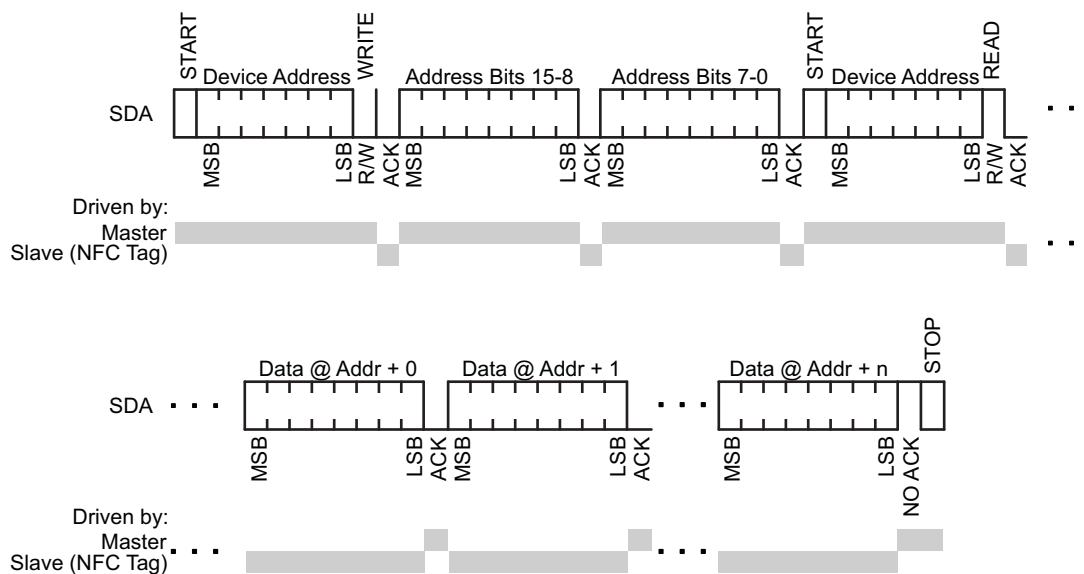 START WRITE START READ
Device Address Address Bits 15-8 Address Bits 7-0 Device Address
SDA
MSB LSB R/W ACK MSB LSB ACK MSB LSB ACK MSB LSB R/W ACK
Driven by:
Master
Slave (NFC Tag)
STOP
Data @ Addr + 0 Data @ Addr + 1 Data @ Addr + n
SDA
MSB LSB ACK MSB LSB ACK MSB LSB NO ACK
Driven by:
Master
Slave (NFC Tag)